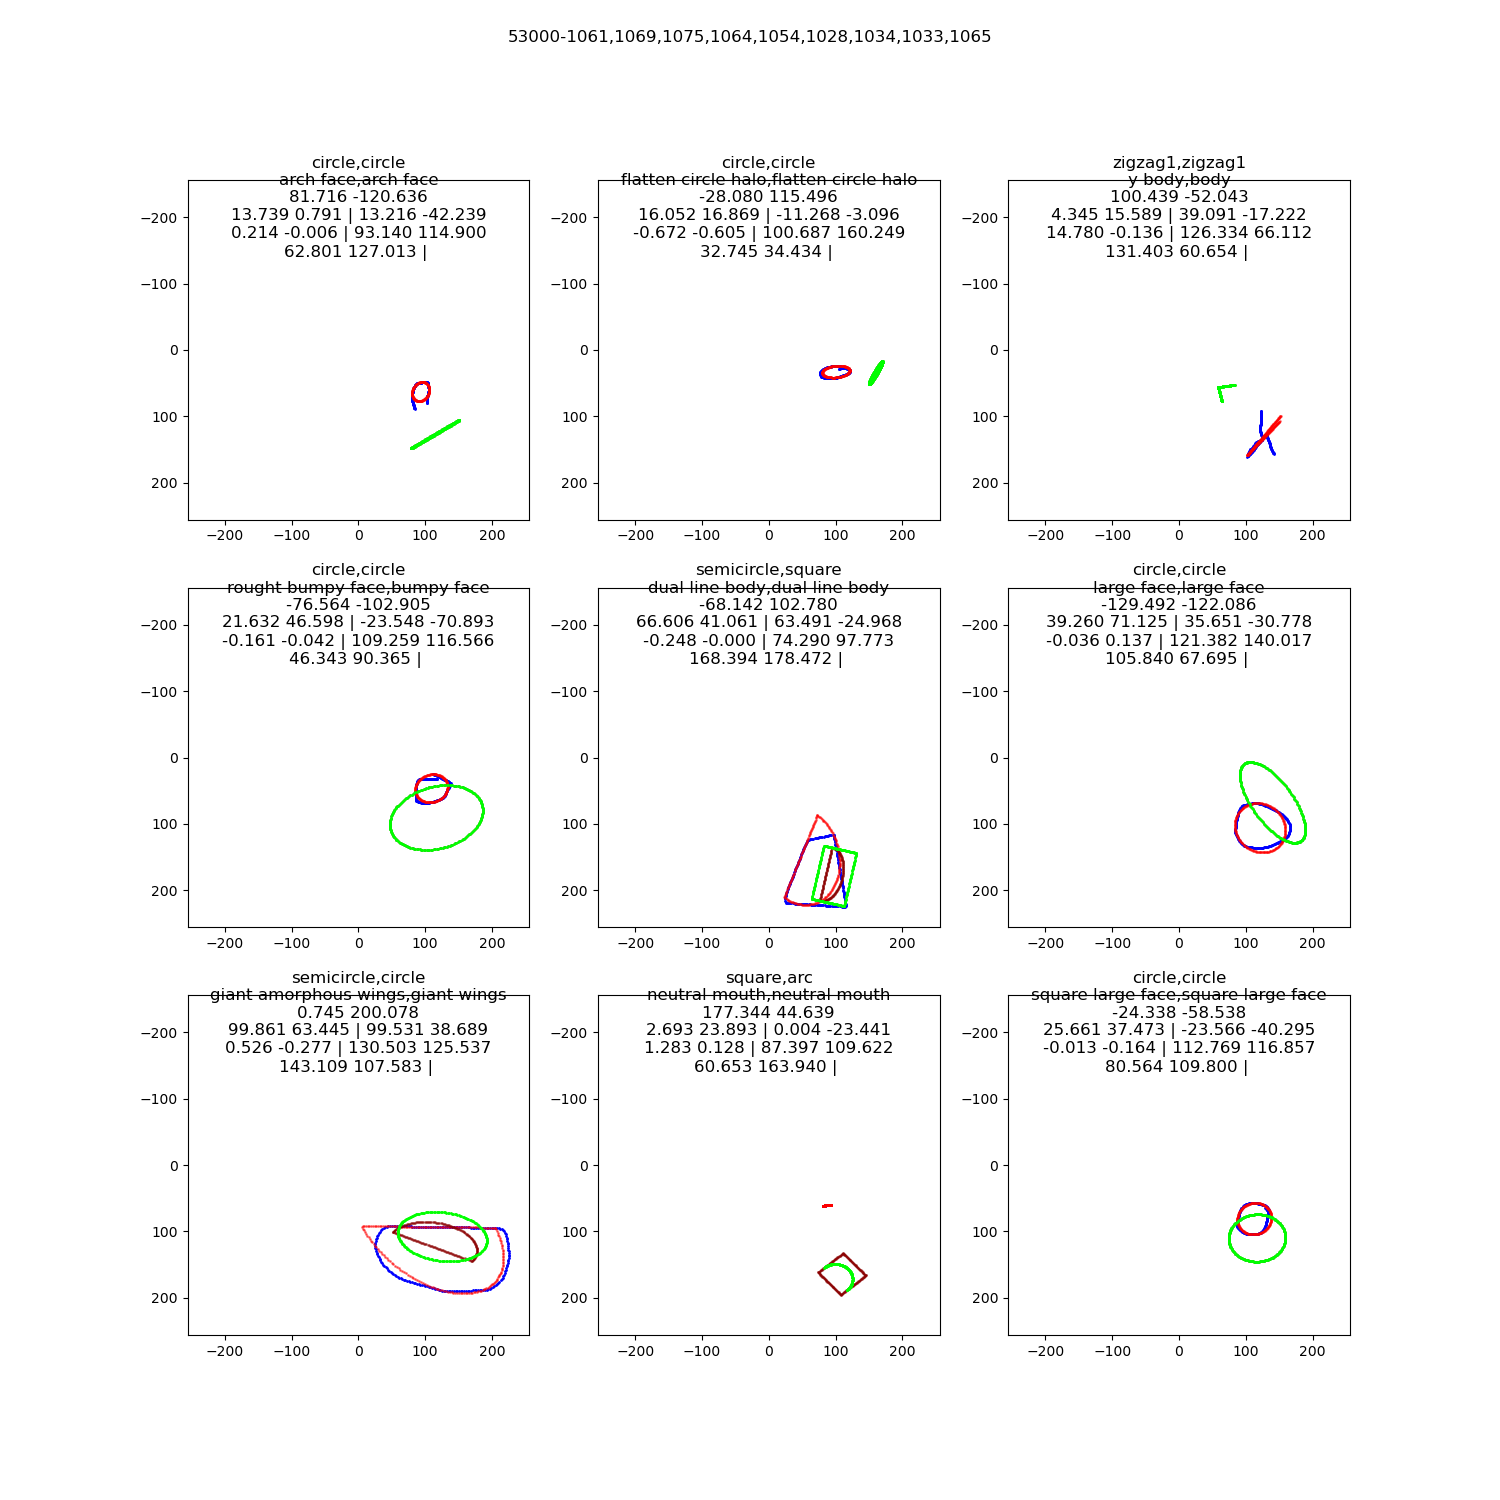 53000-1061,1069,1075,1064,1054,1028,1034,1033,1065
circle,circle
arch face,arch face
81.716 -120.636
13.739 0.791 | 13.216 -42.239
0.214 -0.006 | 93.140 114.900
62.801 127.013 |
−200
−100
0
100
200
−200 −100 0 100 200
circle,circle
flatten circle halo,flatten circle halo
-28.080 115.496
16.052 16.869 | -11.268 -3.096
-0.672 -0.605 | 100.687 160.249
32.745 34.434 |
−200
−100
0
100
200
−200 −100 0 100 200
zigzag1,zigzag1
y body,body
100.439 -52.043
4.345 15.589 | 39.091 -17.222
14.780 -0.136 | 126.334 66.112
131.403 60.654 |
−200
−100
0
100
200
−200 −100 0 100 200
circle,circle
rought bumpy face,bumpy face
-76.564 -102.905
21.632 46.598 | -23.548 -70.893
-0.161 -0.042 | 109.259 116.566
46.343 90.365 |
−200
−100
0
100
200
−200 −100 0 100 200
semicircle,square
dual line body,dual line body
-68.142 102.780
66.606 41.061 | 63.491 -24.968
-0.248 -0.000 | 74.290 97.773
168.394 178.472 |
−200
−100
0
100
200
−200 −100 0 100 200
circle,circle
large face,large face
-129.492 -122.086
39.260 71.125 | 35.651 -30.778
-0.036 0.137 | 121.382 140.017
105.840 67.695 |
−200
−100
0
100
200
−200 −100 0 100 200
semicircle,circle
giant amorphous wings,giant wings
0.745 200.078
99.861 63.445 | 99.531 38.689
0.526 -0.277 | 130.503 125.537
143.109 107.583 |
−200
−100
0
100
200
−200 −100 0 100 200
square,arc
neutral mouth,neutral mouth
177.344 44.639
2.693 23.893 | 0.004 -23.441
1.283 0.128 | 87.397 109.622
60.653 163.940 |
−200
−100
0
100
200
−200 −100 0 100 200
circle,circle
square large face,square large face
-24.338 -58.538
25.661 37.473 | -23.566 -40.295
-0.013 -0.164 | 112.769 116.857
80.564 109.800 |
−200
−100
0
100
200
−200 −100 0 100 200